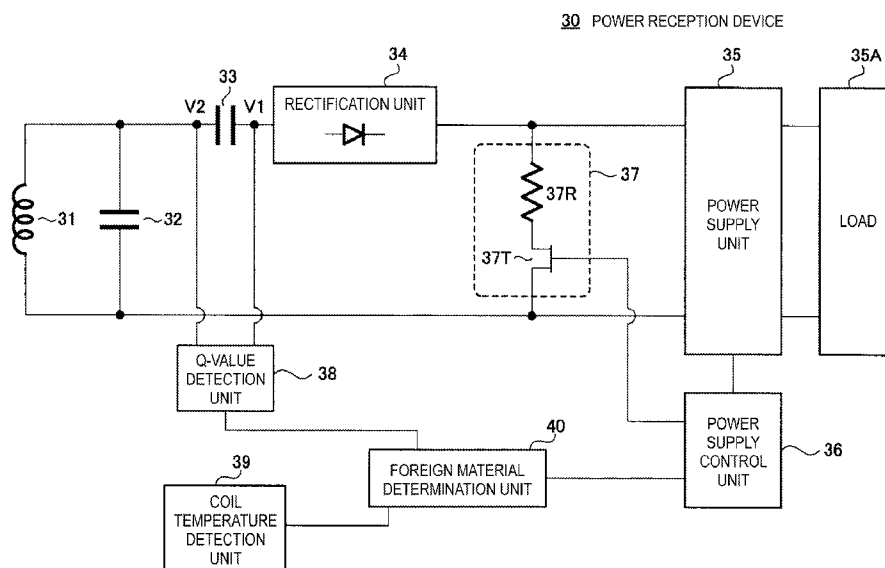 30 POWER RECEPTION DEVICE
34
35
35A
33
V2
V1
RECTIFICATION UNIT
31
32
37R
37
37T
POWER
SUPPLY
UNIT
LOAD
Q-VALUE
DETECTION
UNIT
38
40
FOREIGN MATERIAL
DETERMINATION UNIT
POWER
SUPPLY
CONTROL
UNIT
36
39
COIL
TEMPERATURE
DETECTION
UNIT